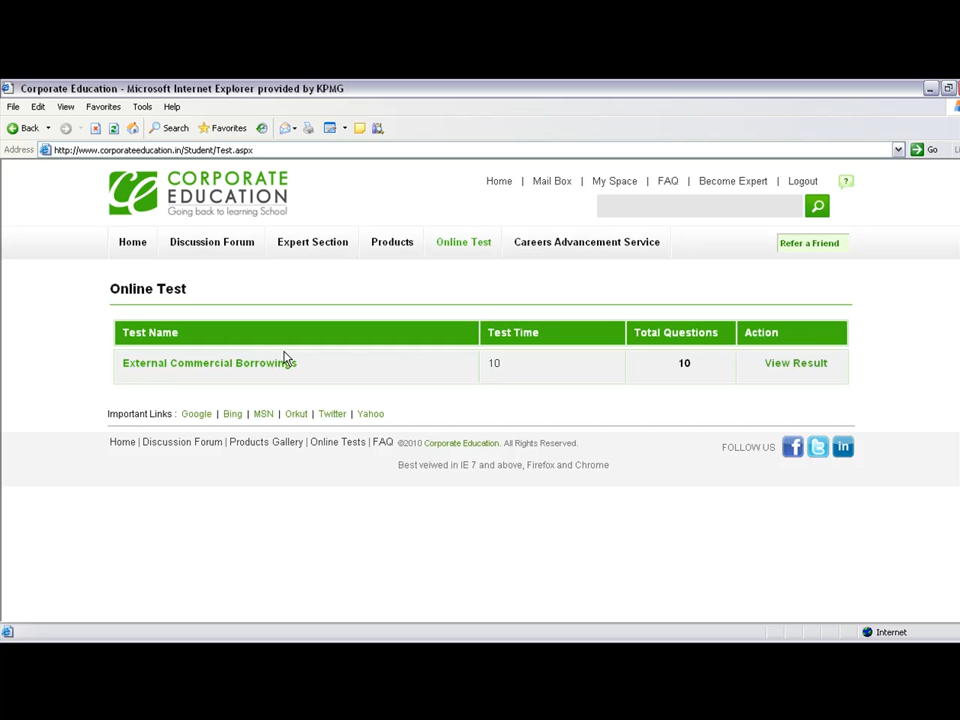 Corporate Education - Microsoft Internet Explorer provided by KPMG
File Edit View Favorites Tools Help
Back Search Favorites
Address http://www.corporateeducation.in/Student/Test.aspx Go
CORPORATE
EDUCATION
Going back to learning School
Home | Mail Box | My Space | FAQ | Become Expert | Logout ?
Home Discussion Forum Expert Section Products Online Test Careers Advancement Service Refer a Friend
Online Test
Test Name Test Time Total Questions Action
External Commercial Borrowings 10 10 View Result
Important Links : Google | Bing | MSN | Orkut | Twitter | Yahoo
Home | Discussion Forum | Products Gallery | Online Tests | FAQ ©2010 Corporate Education. All Rights Reserved. FOLLOW US
Best veiwed in IE 7 and above, Firefox and Chrome
Internet